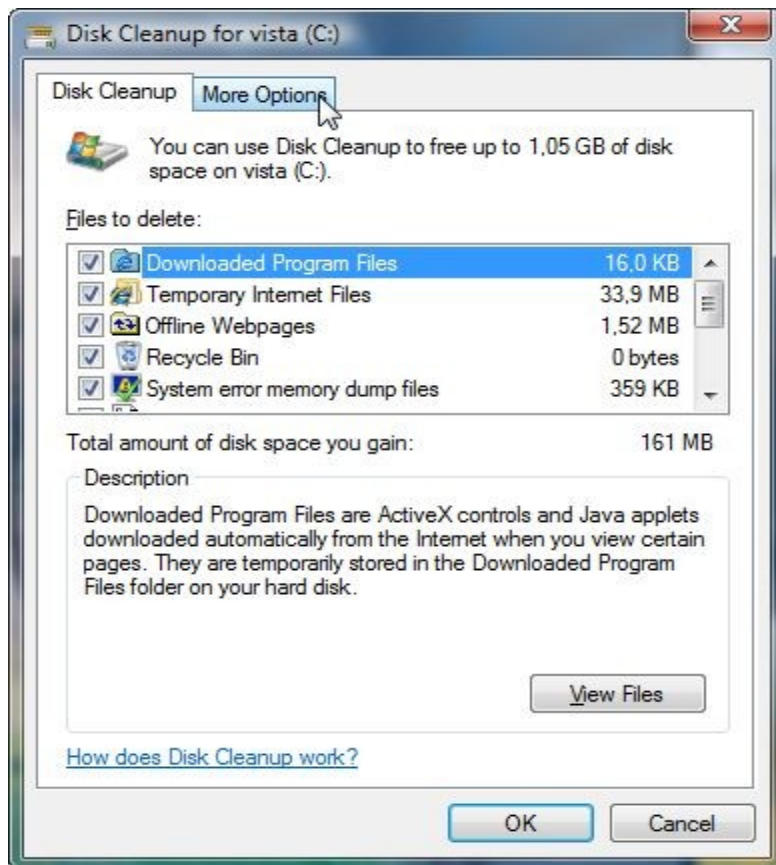 Disk Cleanup for vista (C:)
Disk Cleanup
More Options
You can use Disk Cleanup to free up to 1,05 GB of disk
space on vista (C:).
Files to delete:
Downloaded Program Files 16,0 KB
Temporary Internet Files 33,9 MB
Offline Webpages 1,52 MB
Recycle Bin 0 bytes
System error memory dump files 359 KB
Total amount of disk space you gain: 161 MB
Description
Downloaded Program Files are ActiveX controls and Java applets
downloaded automatically from the Internet when you view certain
pages. They are temporarily stored in the Downloaded Program
Files folder on your hard disk.
View Files
How does Disk Cleanup work?
OK
Cancel